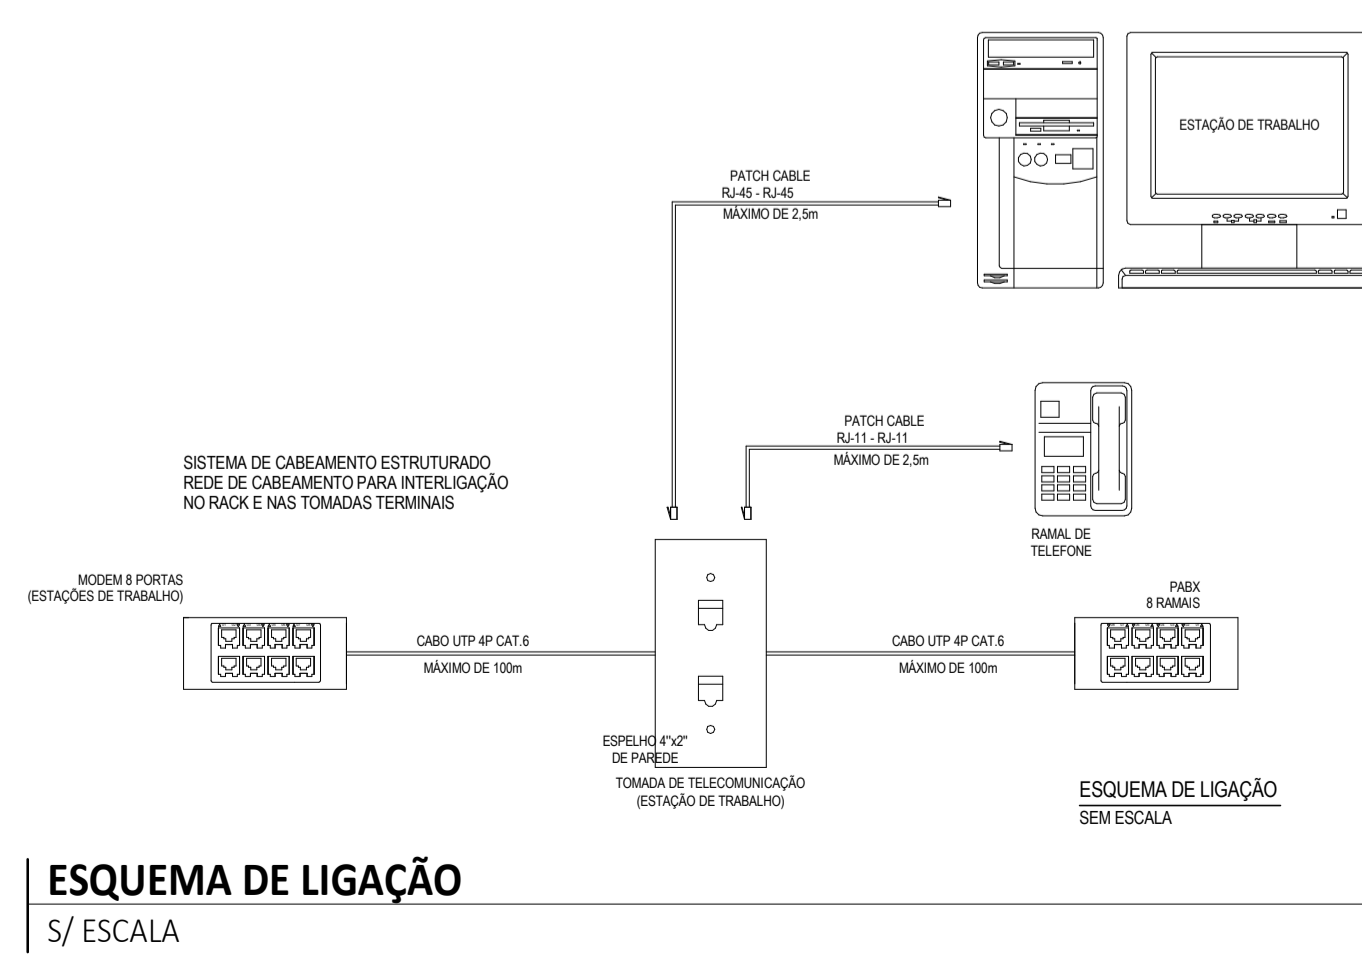 ESTAÇÃO DE TRABALHO
PATCH CABLE
RJ-45 - RJ-45
MÁXIMO DE 2,5m
PATCH CABLE
RJ-11 - RJ-11
MÁXIMO DE 2,5m
SISTEMA DE CABEAMENTO ESTRUTURADO
REDE DE CABEAMENTO PARA INTERLIGAÇÃO
NO RACK E NAS TOMADAS TERMINAIS
RAMAL DE
TELEFONE
MODEM 8 PORTAS
(ESTAÇÕES DE TRABALHO)
PABX
8 RAMAIS
CABO UTP 4P CAT.6
MÁXIMO DE 100m
CABO UTP 4P CAT.6
MÁXIMO DE 100m
ESPELHO 4"x2"
DE PAREDE
TOMADA DE TELECOMUNICAÇÃO
(ESTAÇÃO DE TRABALHO)
ESQUEMA DE LIGAÇÃO
SEM ESCALA
ESQUEMA DE LIGAÇÃO
S/ ESCALA